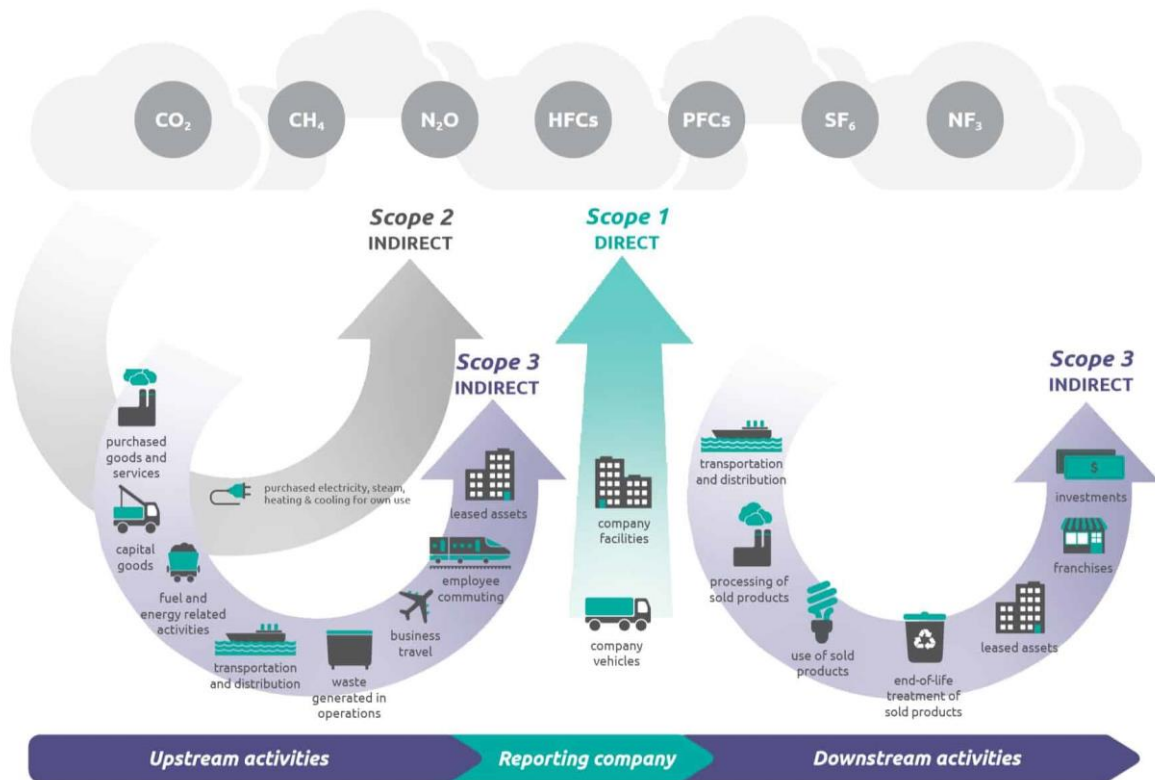 CO₂
CH₄
N₂O
HFCs
PFCs
SF₆
NF₃
Scope 2
INDIRECT
Scope 1
DIRECT
Scope 3
INDIRECT
Scope 3
INDIRECT
purchased
goods and
services
capital
goods
fuel and
energy related
activities
purchased electricity, steam,
heating & cooling for own use
transportation
and distribution
waste
generated in
operations
business
travel
employee
commuting
leased assets
company
facilities
company
vehicles
transportation
and distribution
processing of
sold products
use of sold
products
end-of-life
treatment of
sold products
leased assets
franchises
$
investments
Upstream activities
Reporting company
Downstream activities